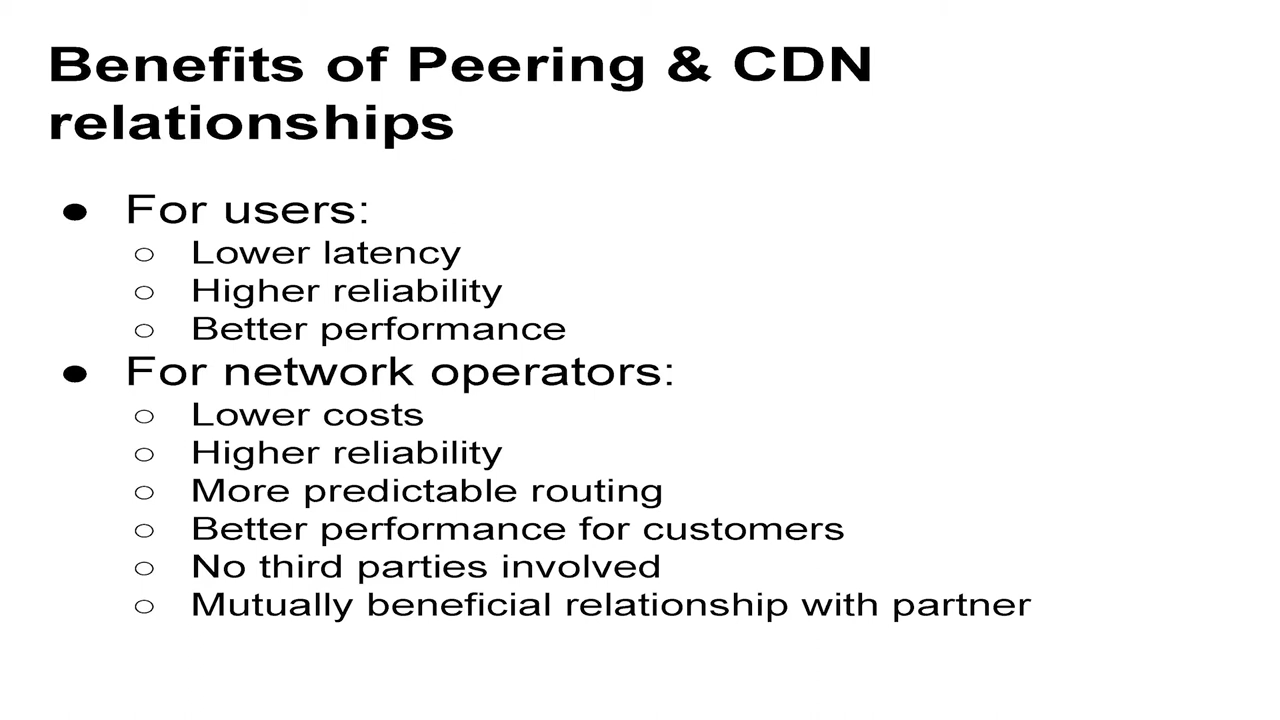 Benefits of Peering & CDN
relationships
● For users:
○ Lower latency
○ Higher reliability
○ Better performance
● For network operators:
○ Lower costs
○ Higher reliability
○ More predictable routing
○ Better performance for customers
○ No third parties involved
○ Mutually beneficial relationship with partner